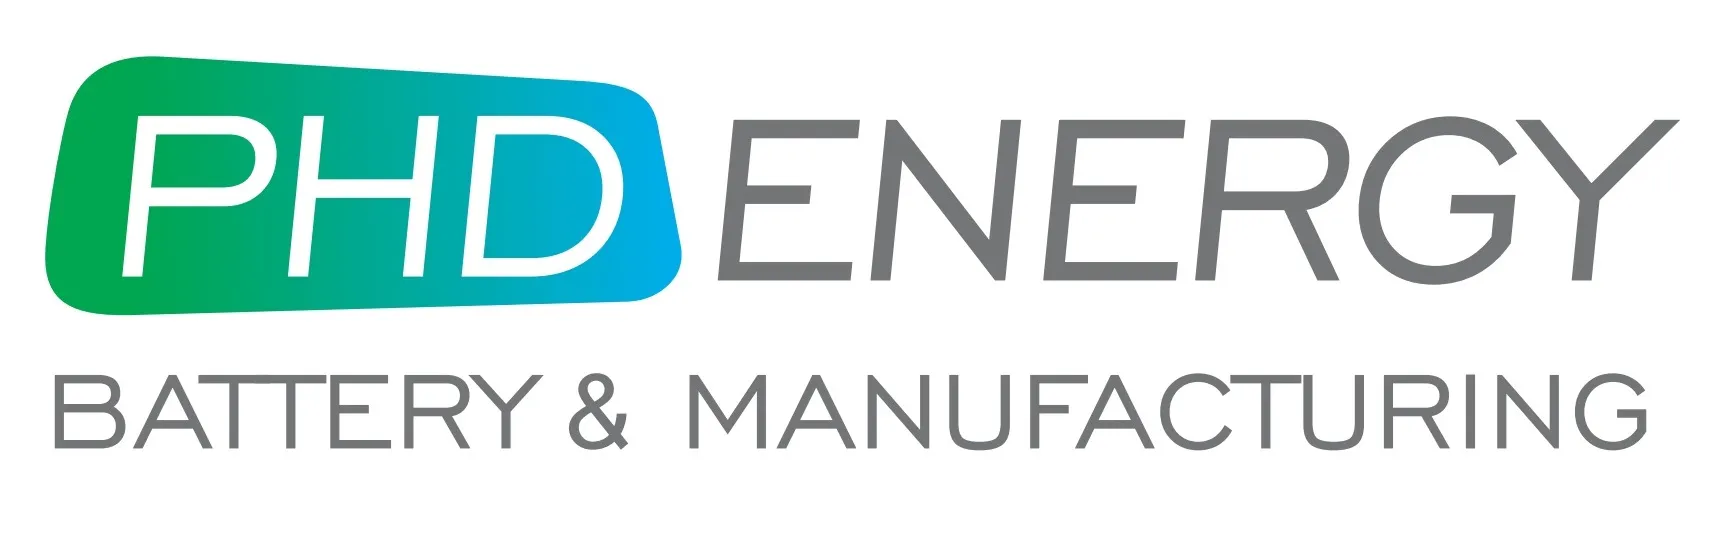 PHD ENERGY
BATTERY & MANUFACTURING